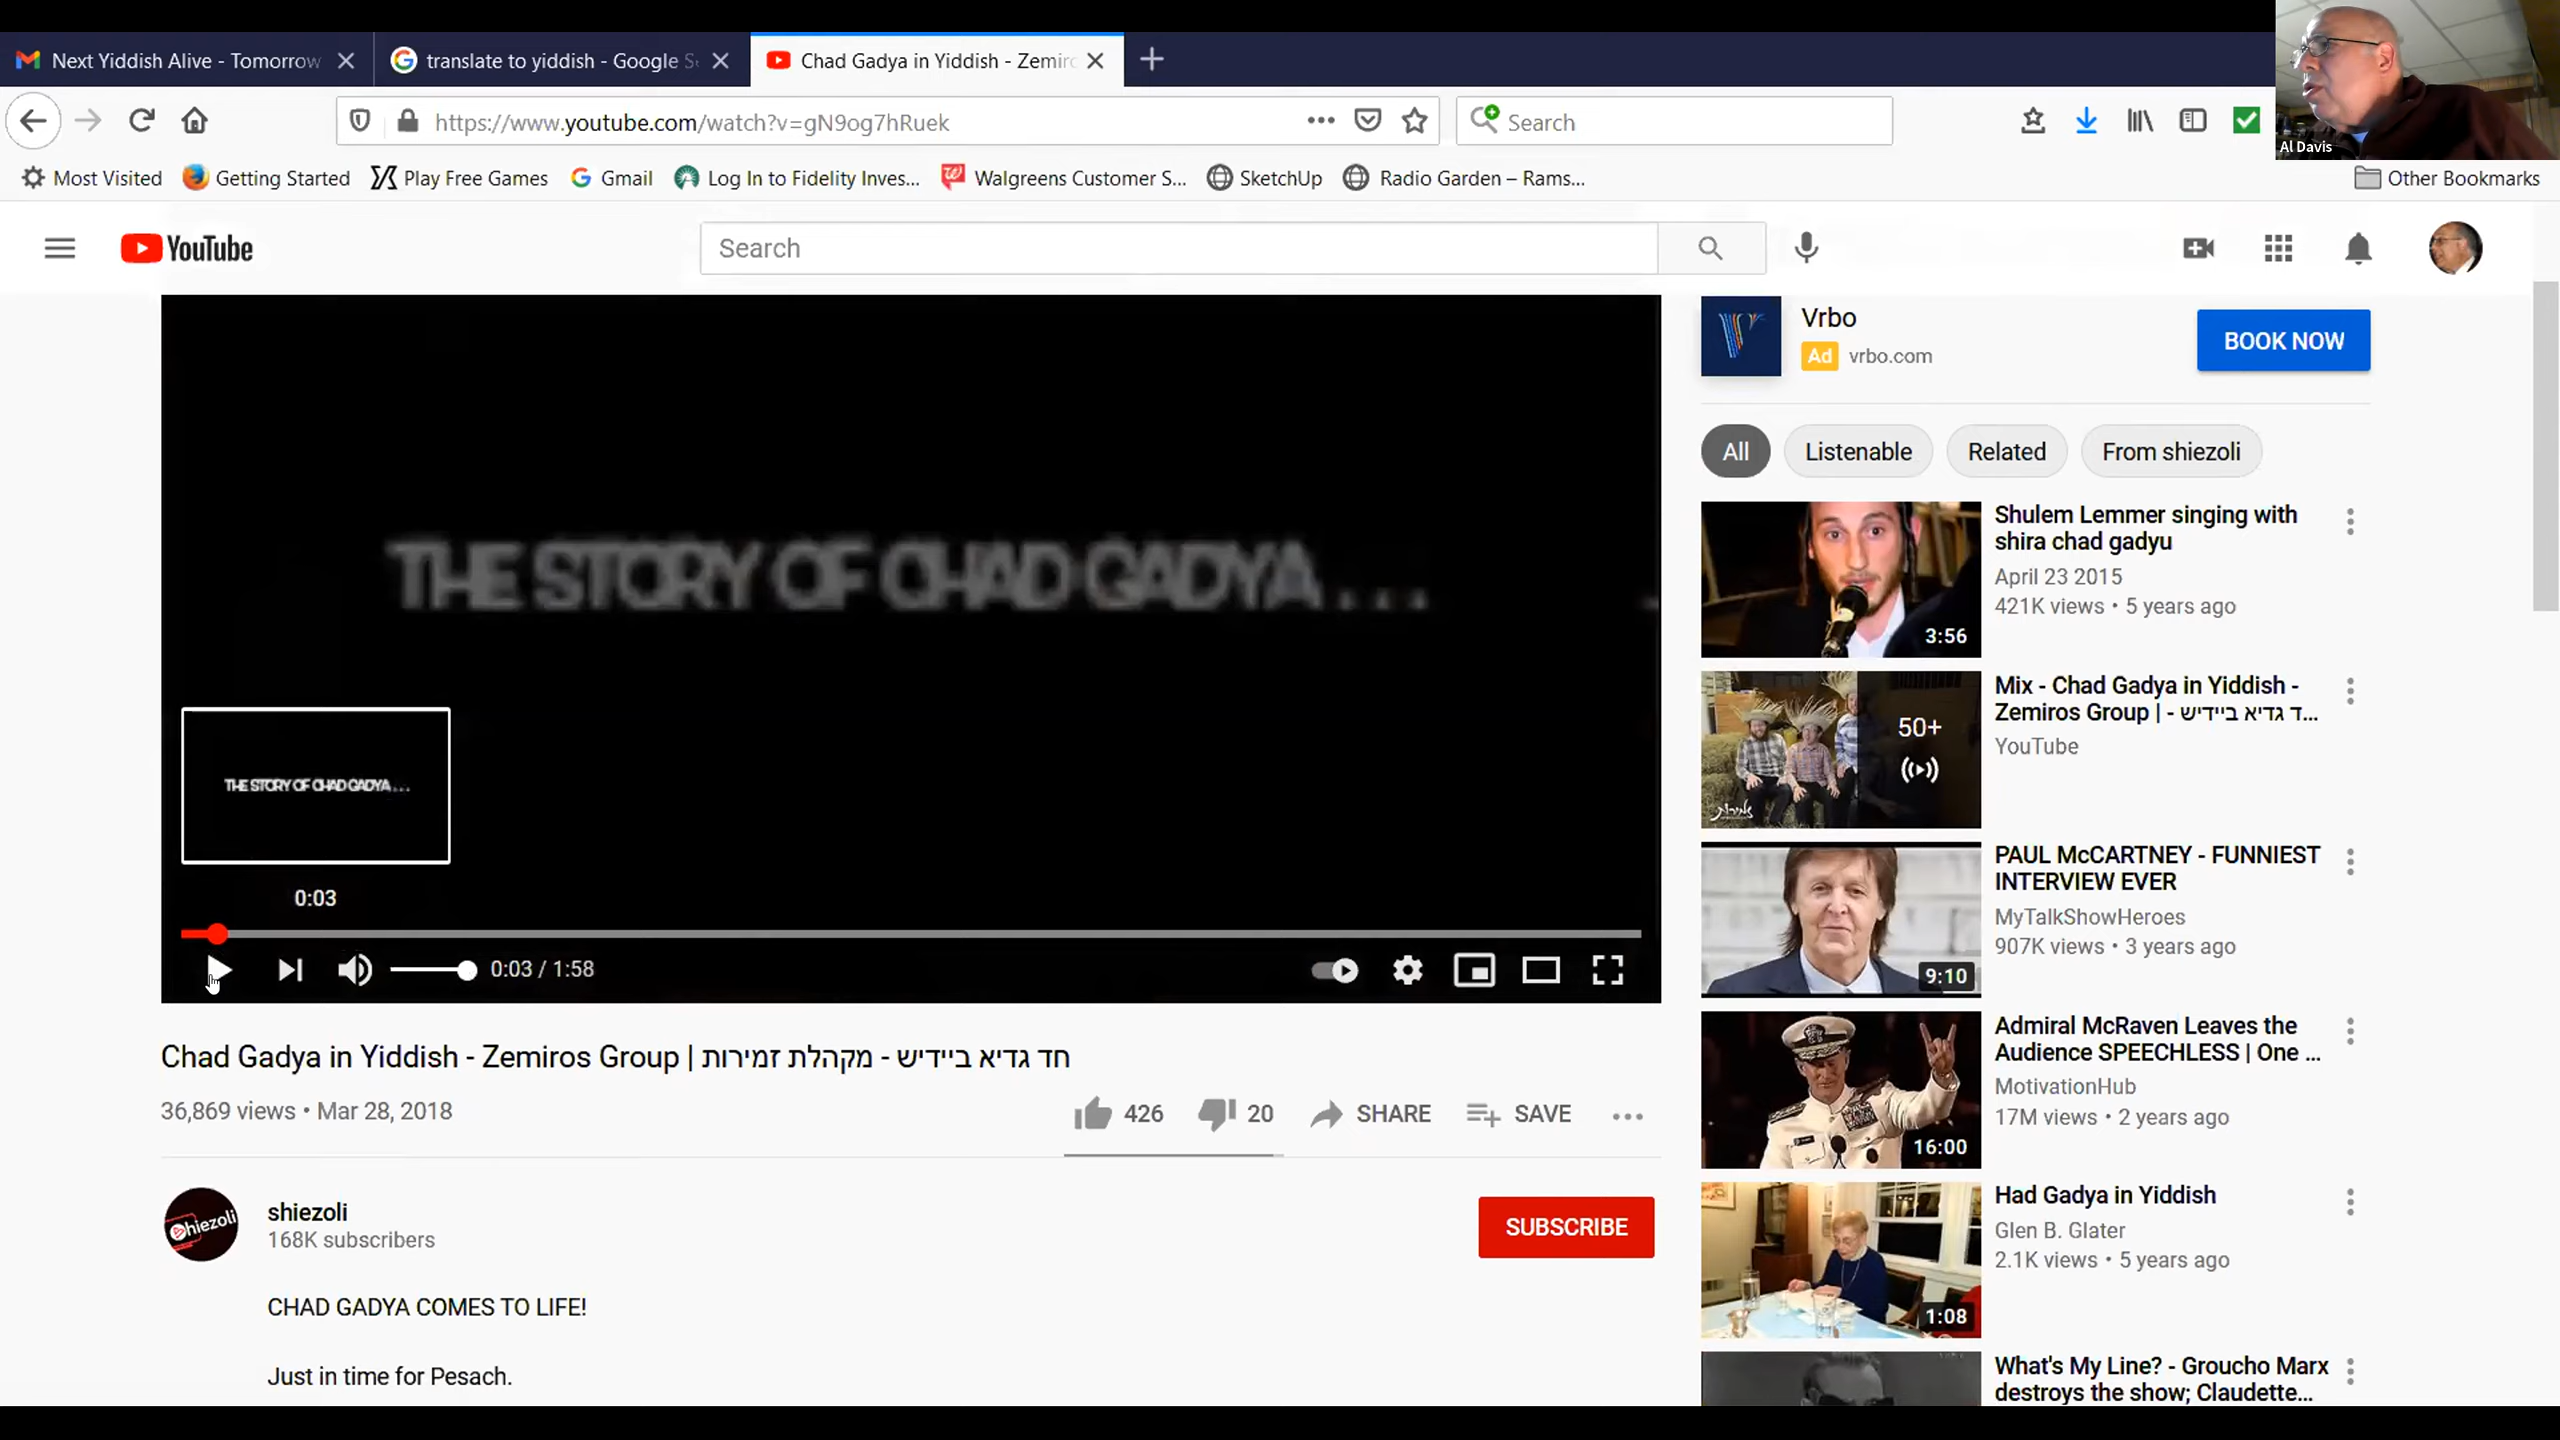 Next Yiddish Alive - Tomorrow
translate to yiddish - Google S
Chad Gadya in Yiddish - Zemiro
https://www.youtube.com/watch?v=gN9og7hRuek
Search
Al Davis
Most Visited
Getting Started
Play Free Games
Gmail
Log In to Fidelity Inves...
Walgreens Customer S...
SketchUp
Radio Garden – Rams...
Other Bookmarks
YouTube
Search
THE STORY OF CHAD GADYA...
THE STORY OF CHAD GADYA...
0:03
0:03 / 1:58
Chad Gadya in Yiddish - Zemiros Group | חד גדיא ביידיש - מקהלת זמירות
36,869 views • Mar 28, 2018
426
20
SHARE
SAVE
shiezoli
shiezoli
168K subscribers
SUBSCRIBE
CHAD GADYA COMES TO LIFE!
Just in time for Pesach.
Vrbo
Ad vrbo.com
BOOK NOW
All
Listenable
Related
From shiezoli
Shulem Lemmer singing with
shira chad gadyu
April 23 2015
421K views • 5 years ago
3:56
Mix - Chad Gadya in Yiddish -
Zemiros Group | - ד גדיא ביידיש...
YouTube
50+
זמירות
PAUL McCARTNEY - FUNNIEST
INTERVIEW EVER
MyTalkShowHeroes
907K views • 3 years ago
9:10
Admiral McRaven Leaves the
Audience SPEECHLESS | One ...
MotivationHub
17M views • 2 years ago
16:00
Had Gadya in Yiddish
Glen B. Glater
2.1K views • 5 years ago
1:08
What's My Line? - Groucho Marx
destroys the show; Claudette...